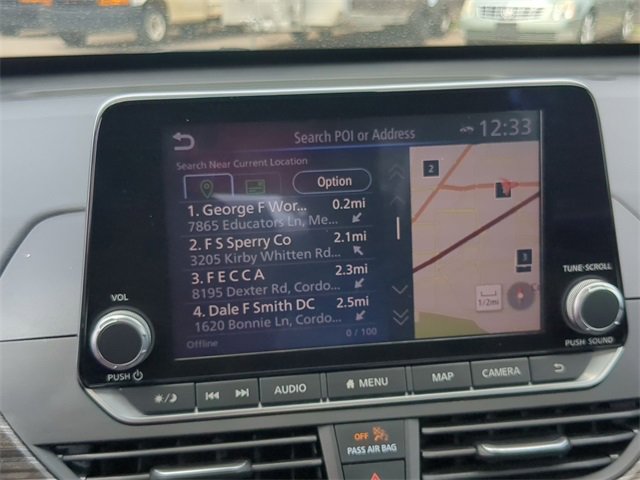 Search POI or Address
12:33
Search Near Current Location
Option
1. George F Wor... 0.2mi
7865 Educators Ln, Me...
2. F S Sperry Co 2.1mi
3205 Kirby Whitten Rd...
3. F E C C A 2.3mi
8195 Dexter Rd, Cordo...
4. Dale F Smith DC 2.5mi
1620 Bonnie Ln, Cordo...
Offline
0 / 100
2
3
1/2mi
VOL
PUSH
TUNE·SCROLL
PUSH SOUND
AUDIO
MENU
MAP
CAMERA
OFF
PASS AIR BAG